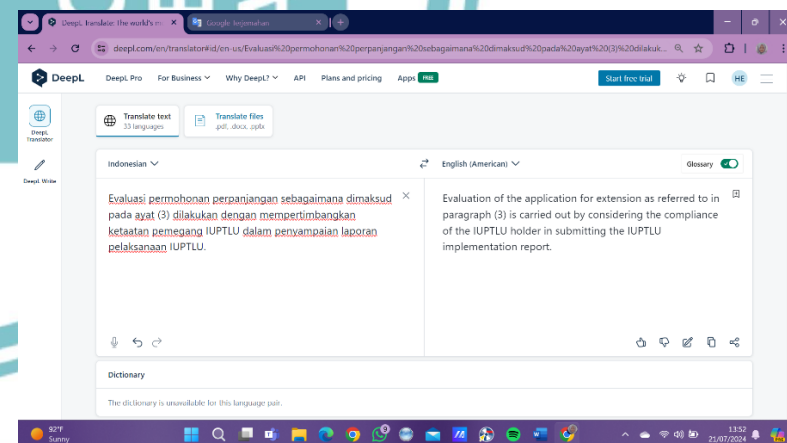 DeepL Translate: The world's m
Google Terjemahan
deepl.com/en/translator#id/en-us/Evaluasi%20permohonan%20perpanjangan%20sebagaimana%20dimaksud%20pada%20ayat%20(3)%20dilakuk...
DeepL
DeepL Pro
For Business
Why DeepL?
API
Plans and pricing
Apps
FREE
Start free trial
HE
DeepL
Translator
DeepL Write
Translate text
33 languages
Translate files
.pdf, .docx, .pptx
Indonesian
English (American)
Glossary
Evaluasi permohonan perpanjangan sebagaimana dimaksud
pada ayat (3) dilakukan dengan mempertimbangkan
ketaatan pemegang IUPTLU dalam penyampaian laporan
pelaksanaan IUPTLU.
Evaluation of the application for extension as referred to in
paragraph (3) is carried out by considering the compliance
of the IUPTLU holder in submitting the IUPTLU
implementation report.
Dictionary
The dictionary is unavailable for this language pair.
92°F
Sunny
13:52
21/07/2024